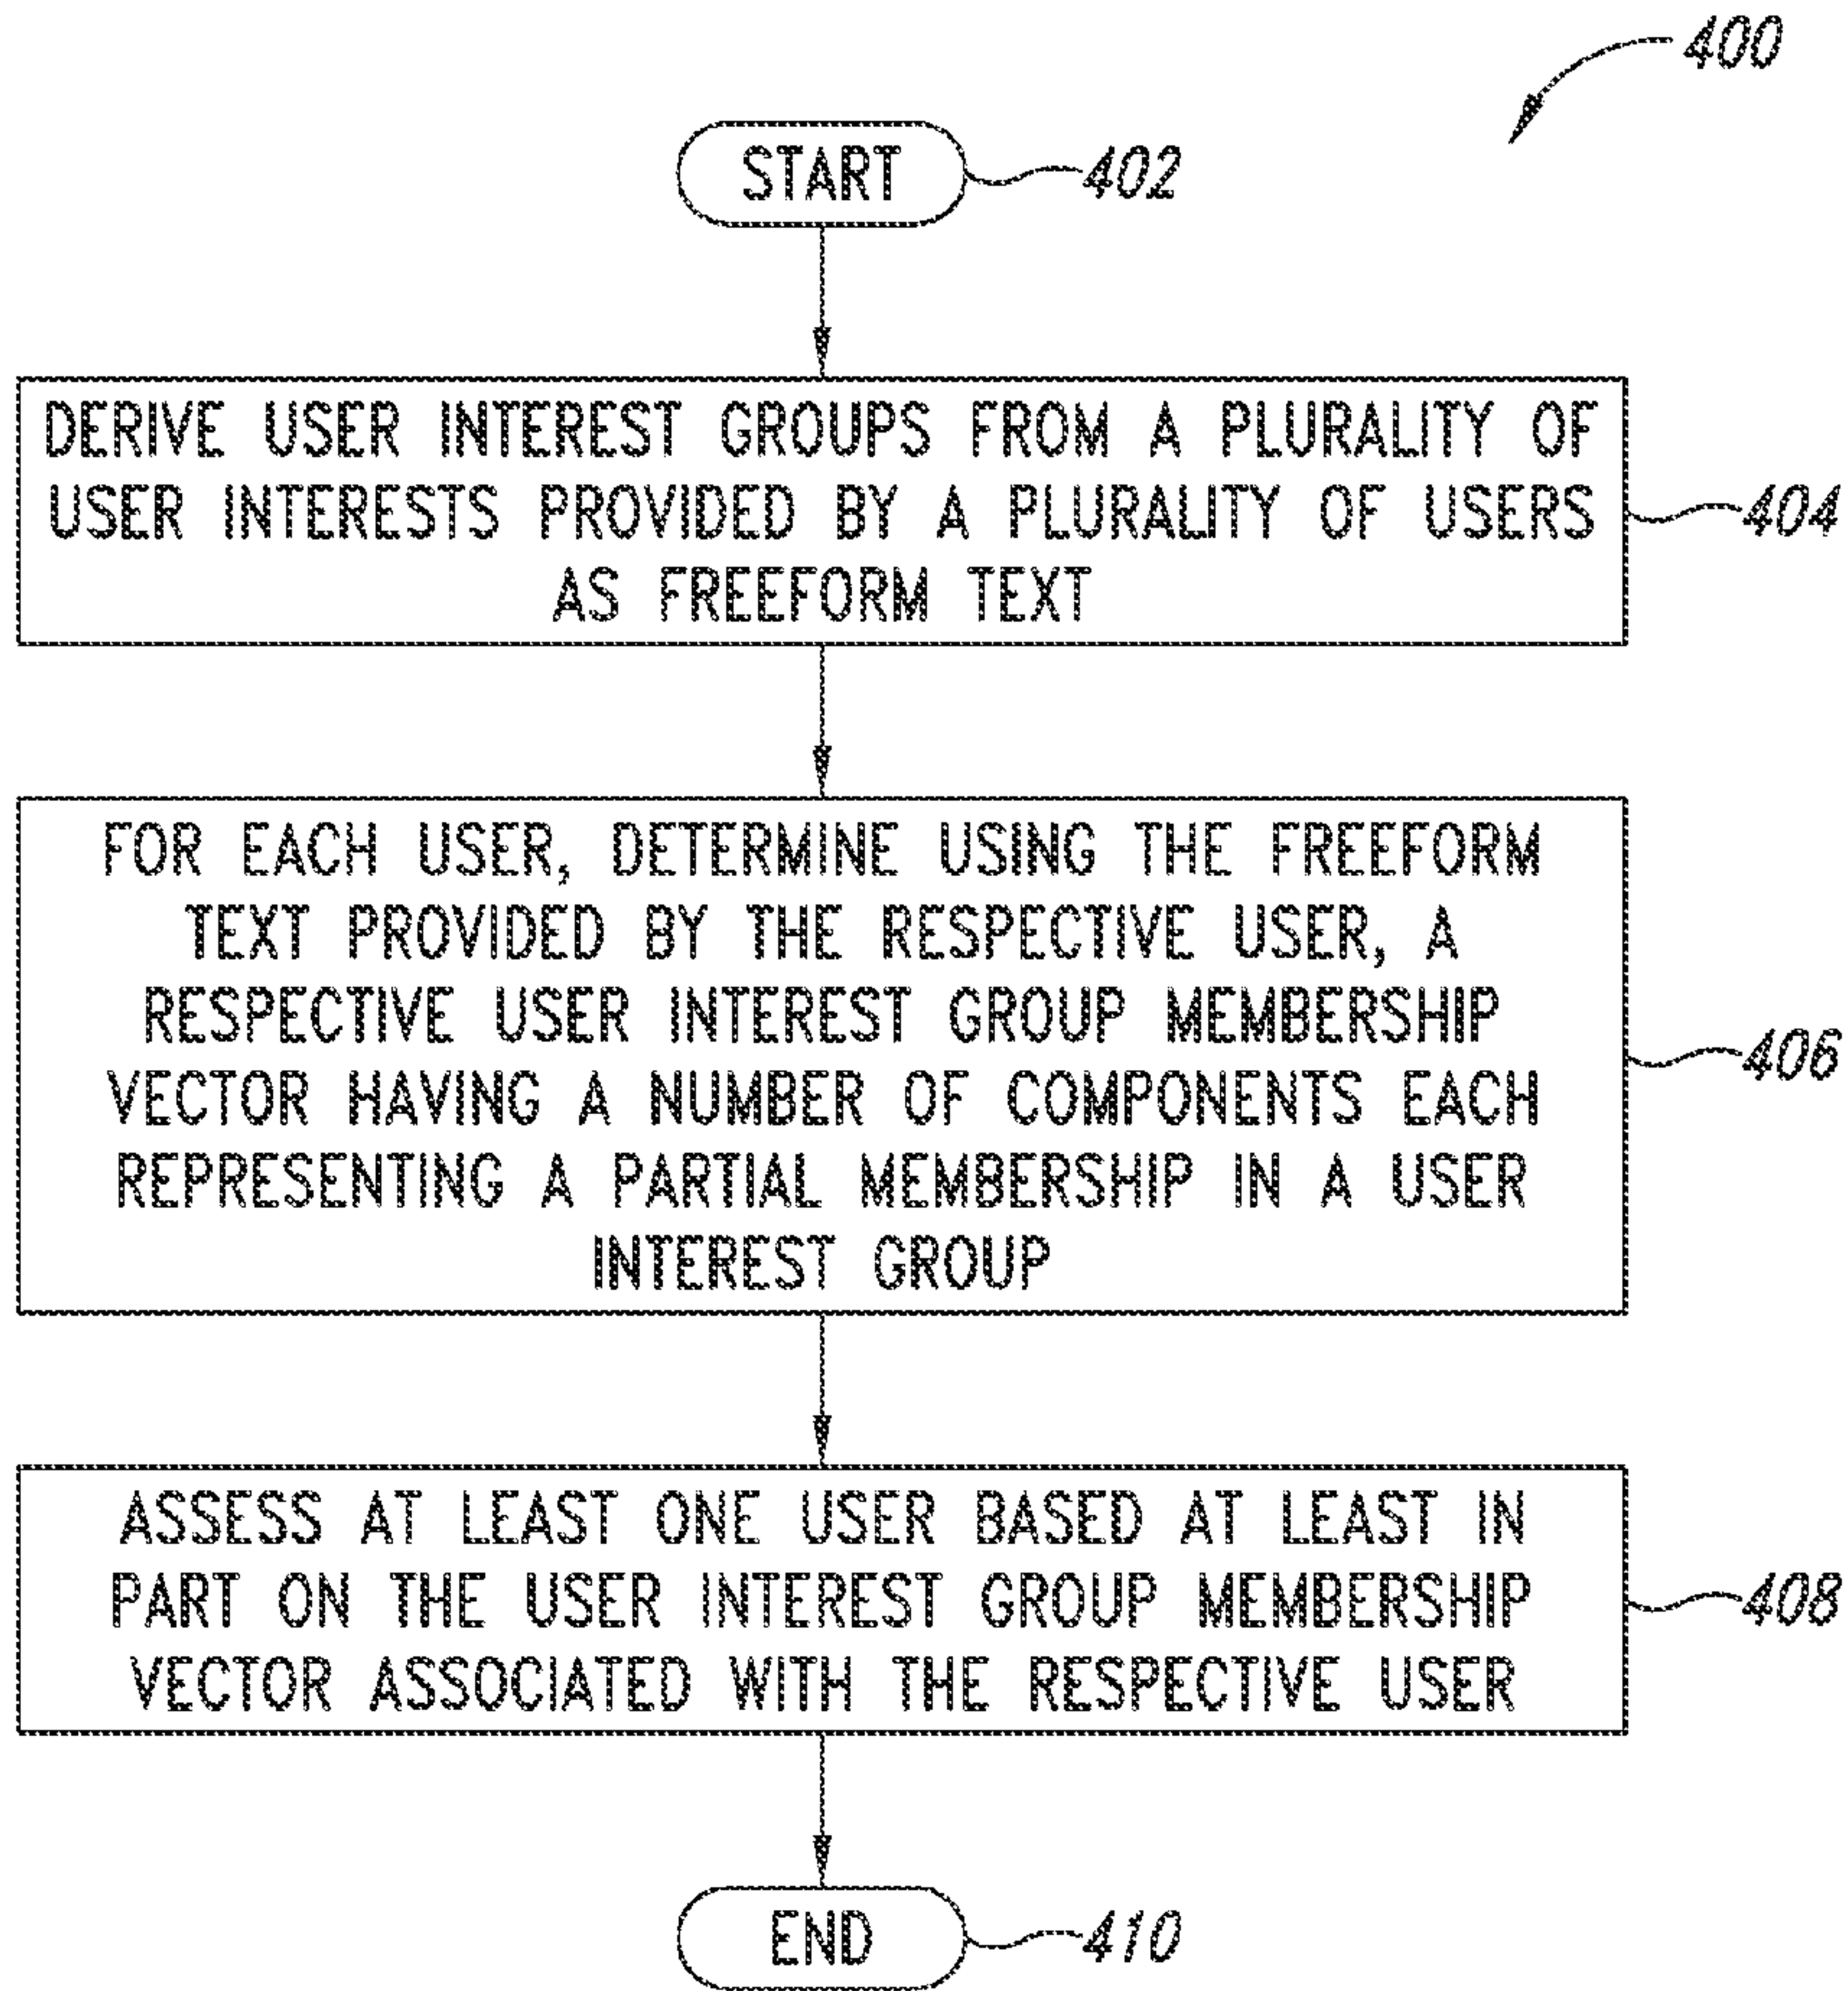 400
START
402
DERIVE USER INTEREST GROUPS FROM A PLURALITY OF
USER INTERESTS PROVIDED BY A PLURALITY OF USERS
AS FREEFORM TEXT
404
FOR EACH USER, DETERMINE USING THE FREEFORM
TEXT PROVIDED BY THE RESPECTIVE USER, A
RESPECTIVE USER INTEREST GROUP MEMBERSHIP
VECTOR HAVING A NUMBER OF COMPONENTS EACH
REPRESENTING A PARTIAL MEMBERSHIP IN A USER
INTEREST GROUP
406
ASSESS AT LEAST ONE USER BASED AT LEAST IN
PART ON THE USER INTEREST GROUP MEMBERSHIP
VECTOR ASSOCIATED WITH THE RESPECTIVE USER
408
END
410